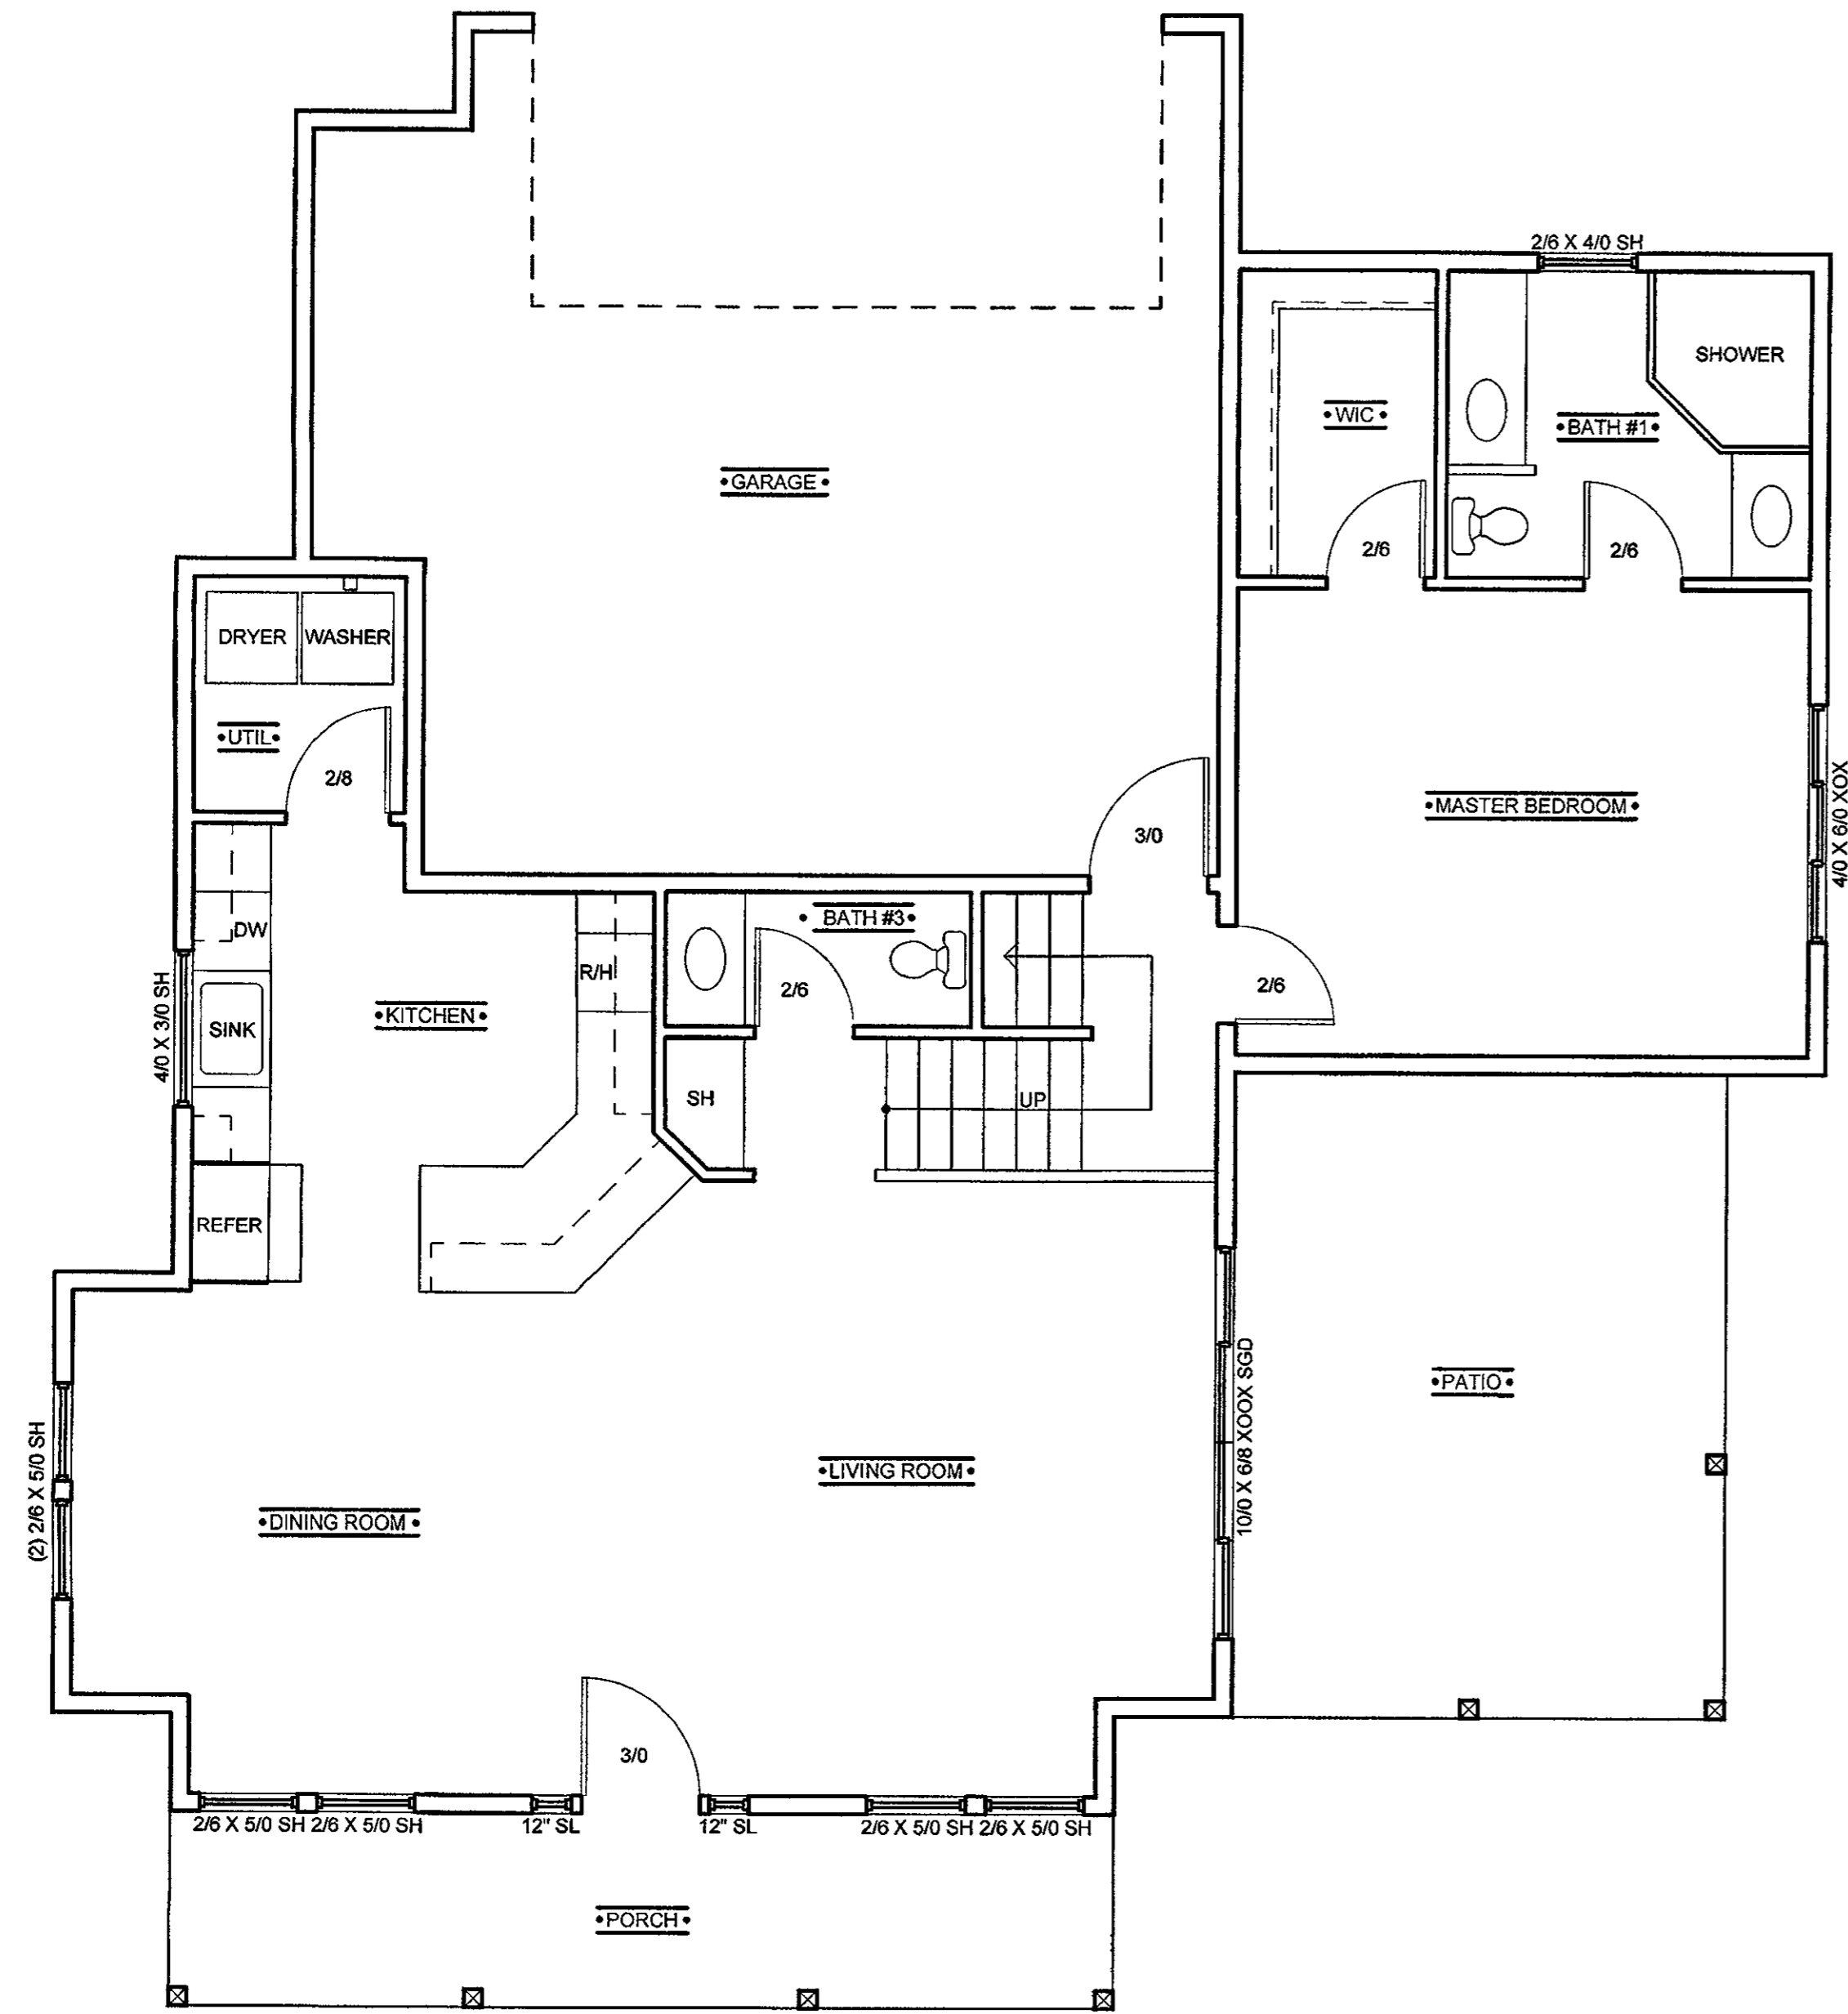 2/6 X 4/0 SH
SHOWER
•WIC•
•BATH #1•
•GARAGE•
2/6
2/6
DRYER
WASHER
•UTIL•
2/8
•MASTER BEDROOM•
4/0 X 6/0 XOX
3/0
• BATH #3•
DW
R/H
2/6
2/6
4/0 X 3/0 SH
SINK
•KITCHEN•
SH
UP
REFER
10/0 X 6/8 XOOX SGD
•PATIO•
•LIVING ROOM•
(2) 2/6 X 5/0 SH
•DINING ROOM•
3/0
2/6 X 5/0 SH
2/6 X 5/0 SH
12" SL
12" SL
2/6 X 5/0 SH
2/6 X 5/0 SH
•PORCH•